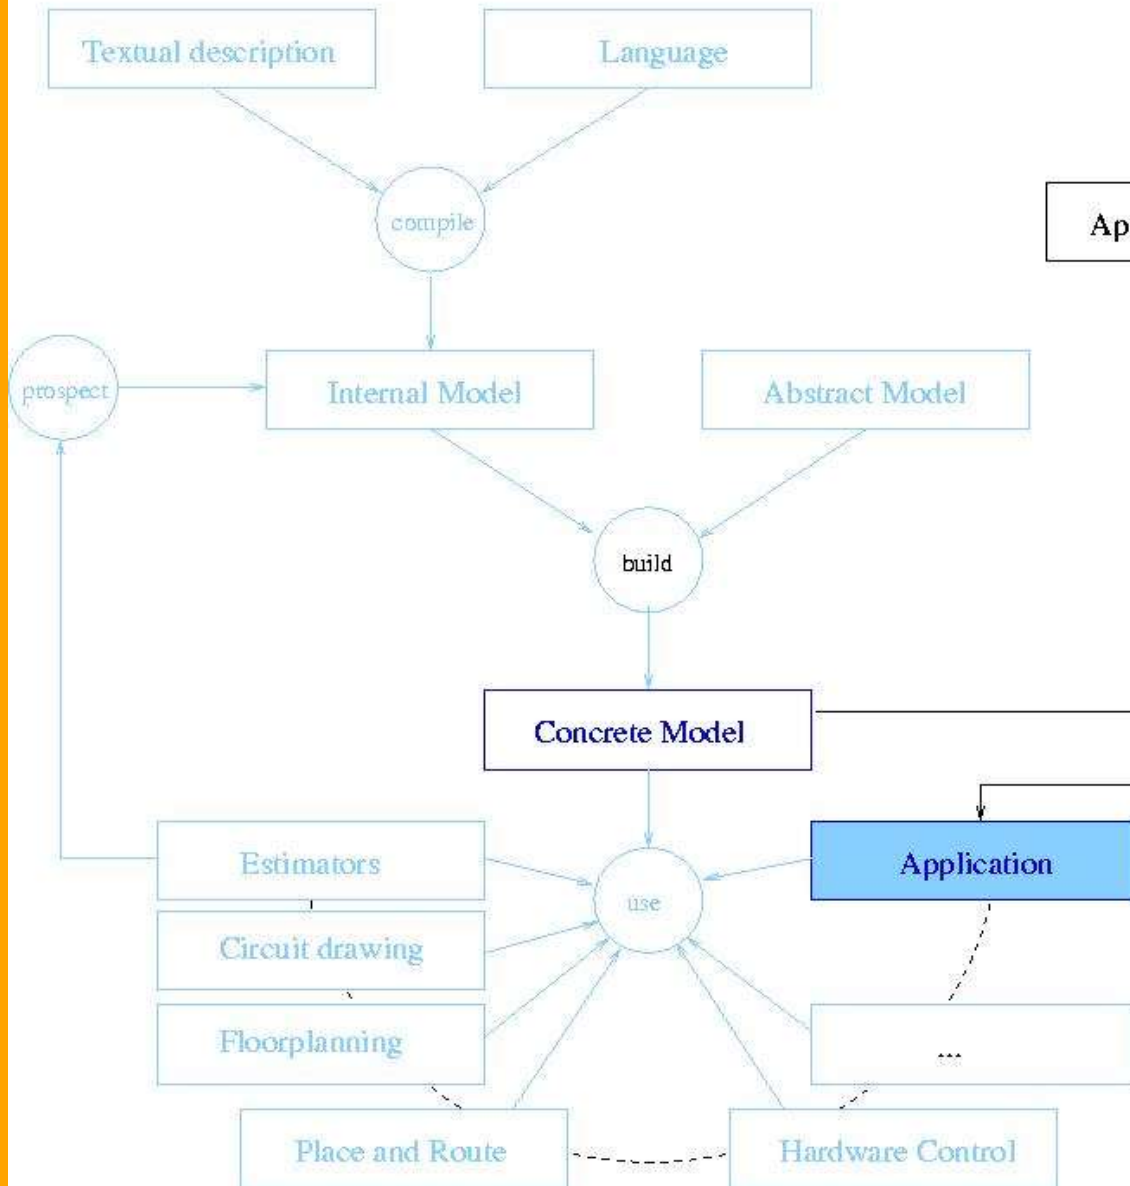 Textual description
Language
compile
Ap
prospect
Internal Model
Abstract Model
build
Concrete Model
Estimators
Application
use
Circuit drawing
Floorplanning
...
Place and Route
Hardware Control